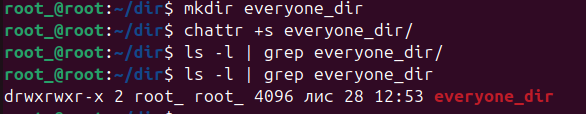 root_@root:~/dir$ mkdir everyone_dir
root_@root:~/dir$ chattr +s everyone_dir/
root_@root:~/dir$ ls -l | grep everyone_dir/
root_@root:~/dir$ ls -l | grep everyone_dir
drwxrwxr-x 2 root_ root_ 4096 лис 28 12:53 everyone_dir